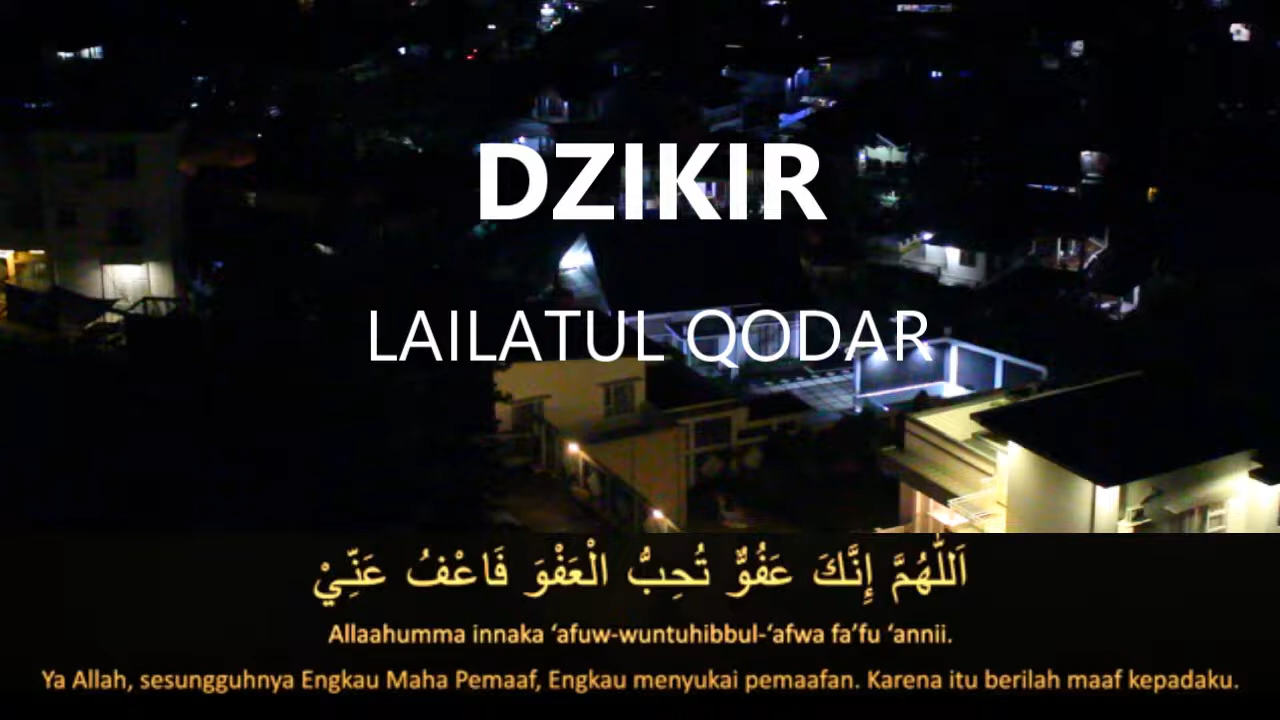 DZIKIR
LAILATUL QODAR
اَللّٰهُمَّ إِنَّكَ عَفُوٌّ تُحِبُّ الْعَفْوَ فَاعْفُ عَنِّيْ
Allaahumma innaka ‘afuw-wuntuhibbul-‘afwa fa’fu ‘annii.
Ya Allah, sesungguhnya Engkau Maha Pemaaf, Engkau menyukai pemaafan. Karena itu berilah maaf kepadaku.